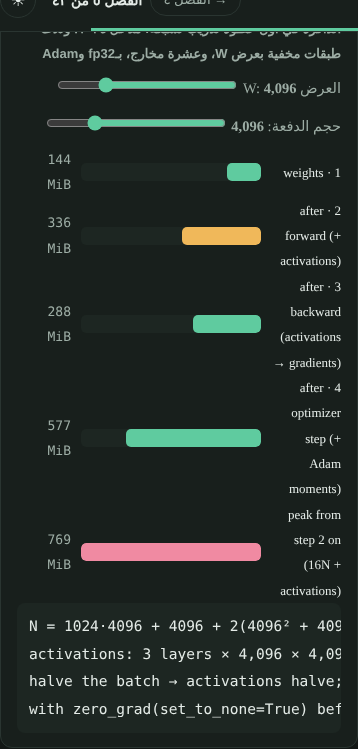 → الفصل ٤
الفصل ٥ من ٢٤
☀
طبقات مخفية بعرض W، وعشرة مخارج، بـfp32 وAdam
العرض W: 4,096
حجم الدفعة: 4,096
1 · weights
144 MiB
2 · after forward (+ activations)
336 MiB
3 · after backward (activations → gradients)
288 MiB
4 · after optimizer step (+ Adam moments)
577 MiB
peak from step 2 on (16N + activations)
769 MiB
N = 1024·4096 + 4096 + 2(4096² + 409
activations: 3 layers × 4,096 × 4,09
halve the batch → activations halve;
with zero_grad(set_to_none=True) bef